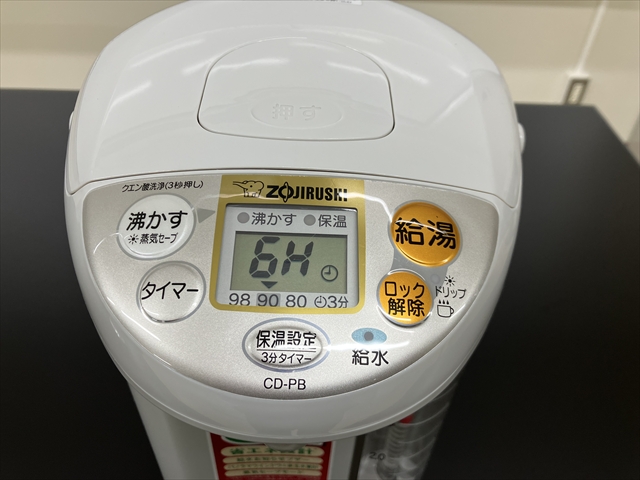 押す
クエン酸洗浄(3秒押し)
ZOJIRUSHI
沸かす
蒸気セーブ
沸かす 保温
給湯
6H
タイマー
98 90 80 3分
ロック
解除
ドリップ
保温設定
3分タイマー
給水
CD-PB
2.0